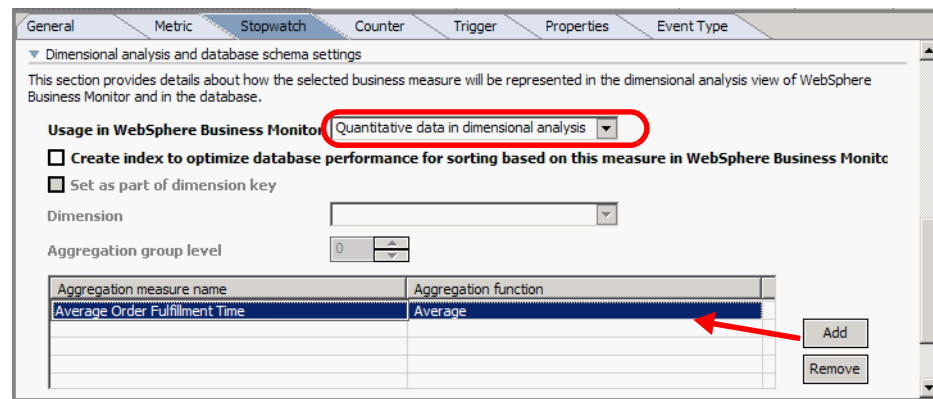 General Metric Stopwatch Counter Trigger Properties Event Type
Dimensional analysis and database schema settings
This section provides details about how the selected business measure will be represented in the dimensional analysis view of WebSphere
Business Monitor and in the database.
Usage in WebSphere Business Monitor Quantitative data in dimensional analysis
Create index to optimize database performance for sorting based on this measure in WebSphere Business Monito
Set as part of dimension key
Dimension
Aggregation group level 0
Aggregation measure name Aggregation function
Average Order Fulfillment Time Average
Add
Remove